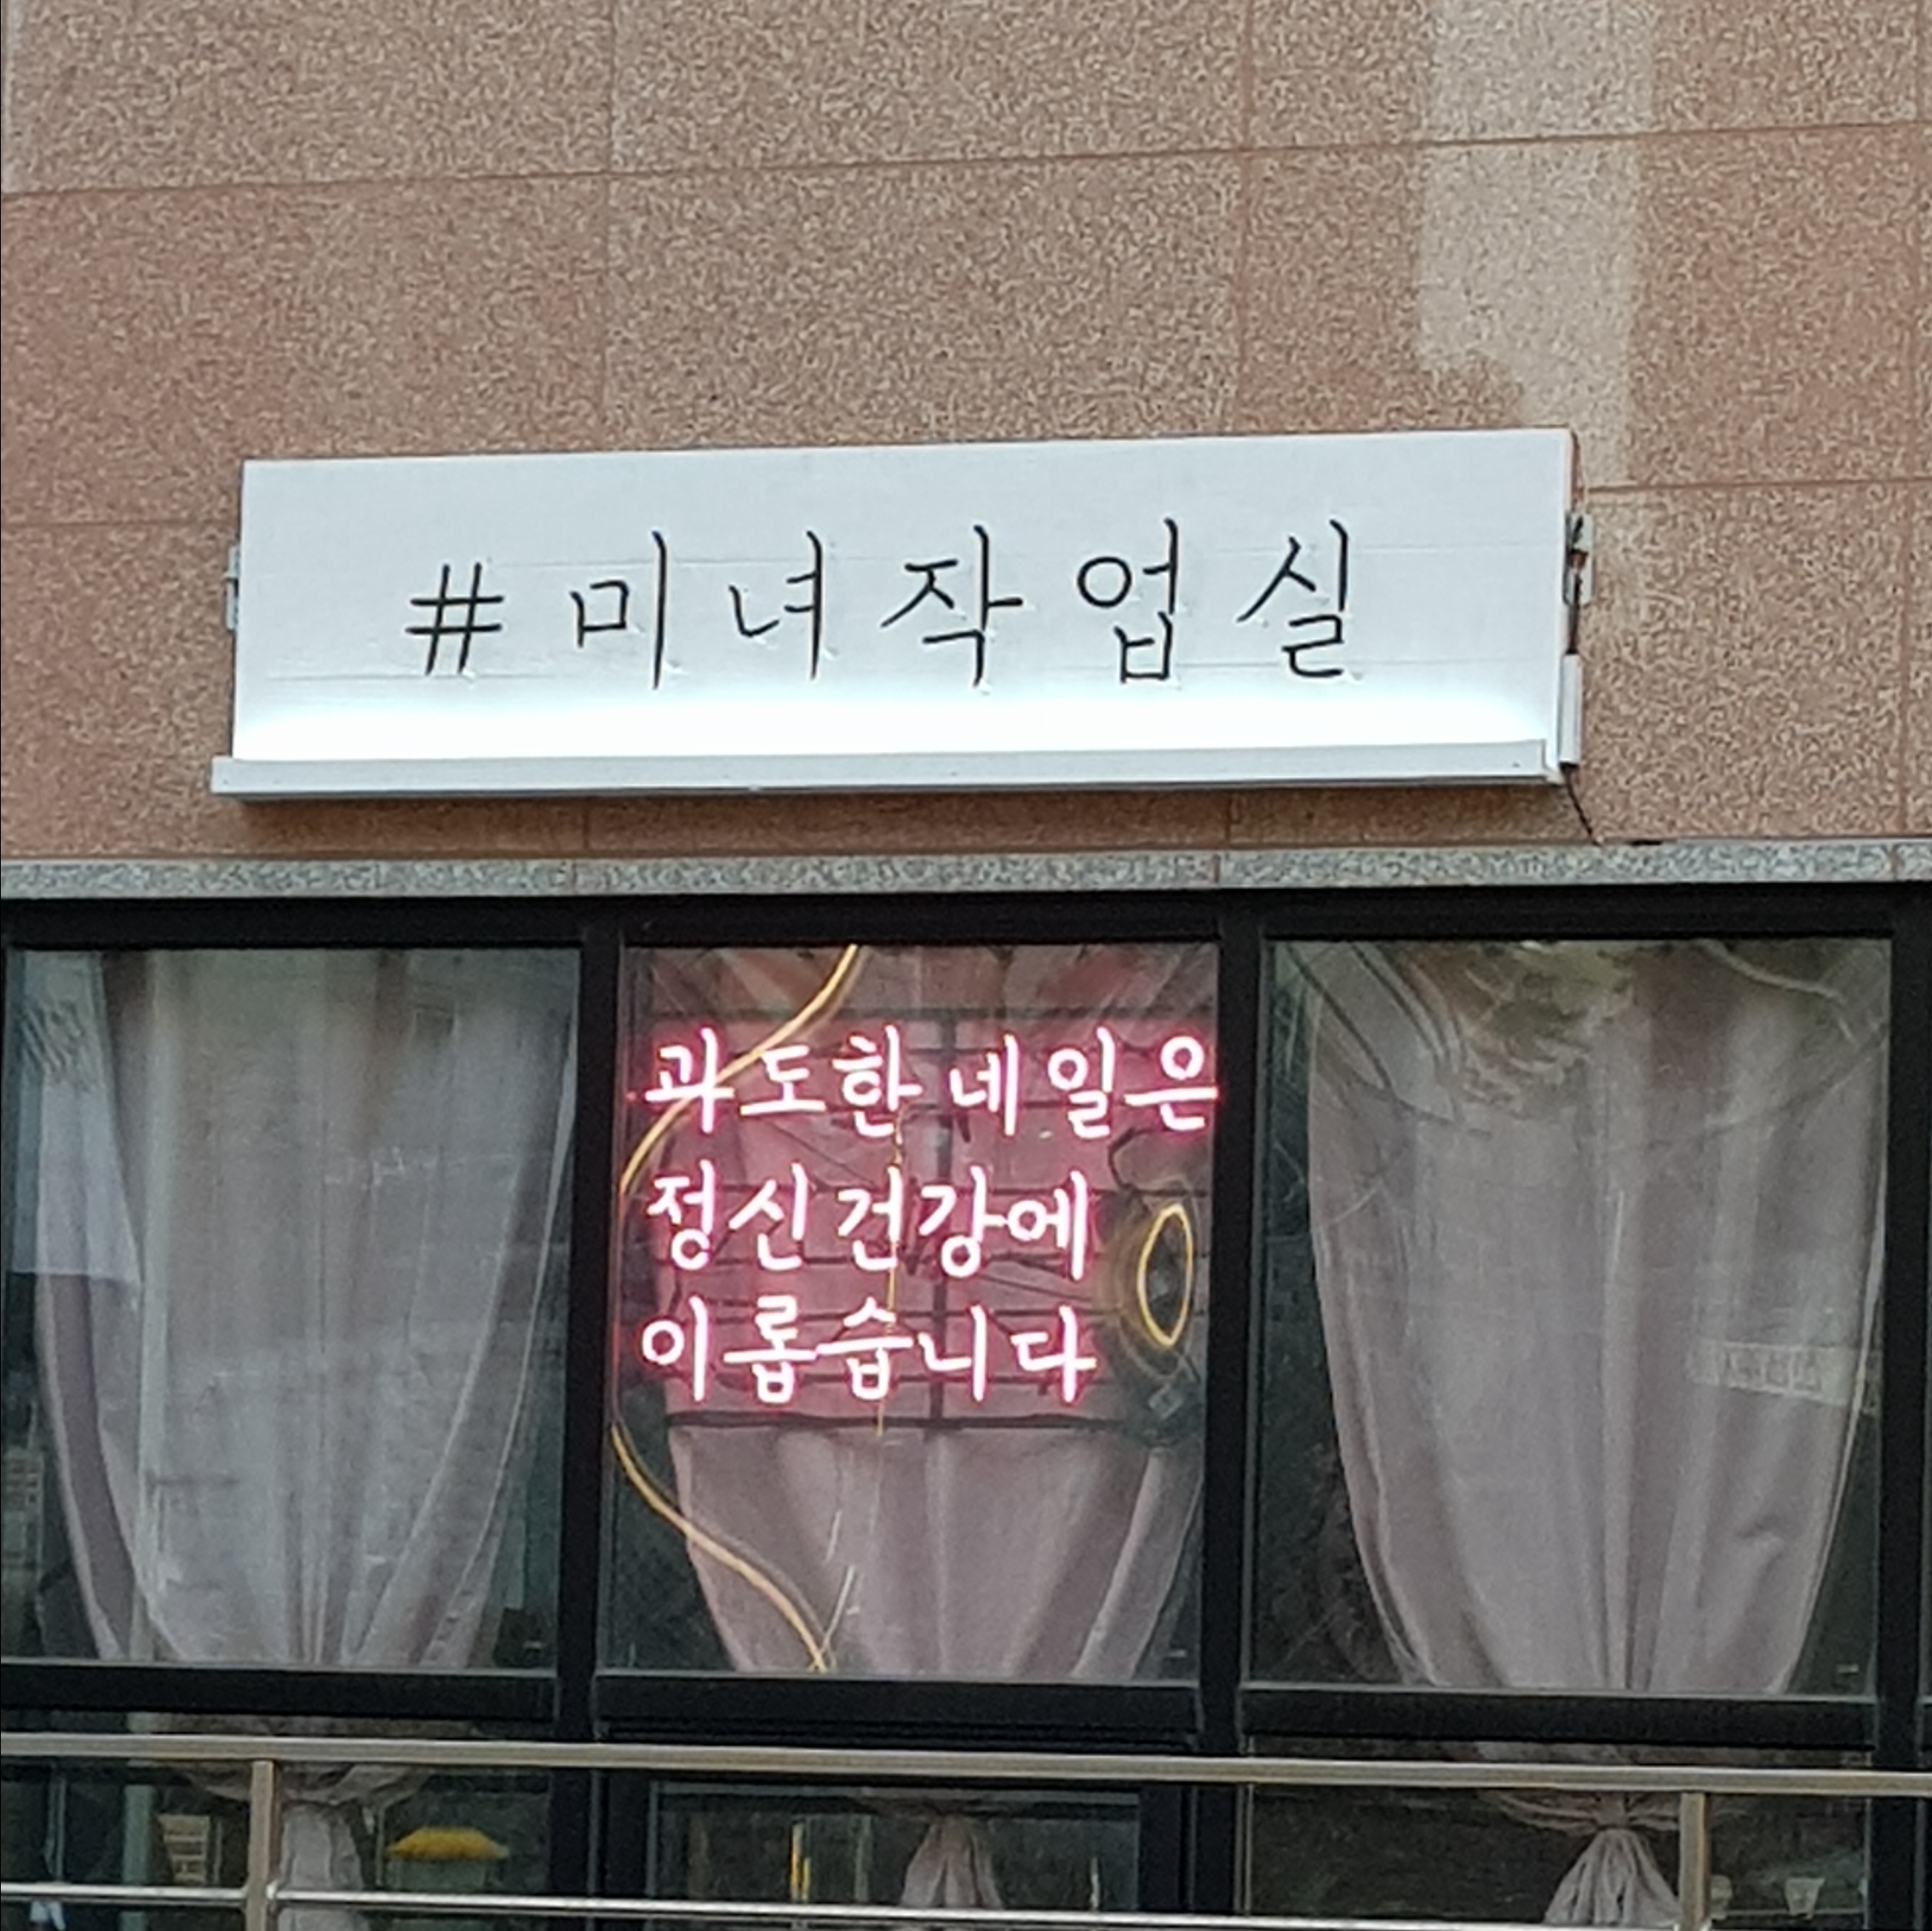 #미녀작업실
과도한 네일은
정신건강에
이롭습니다